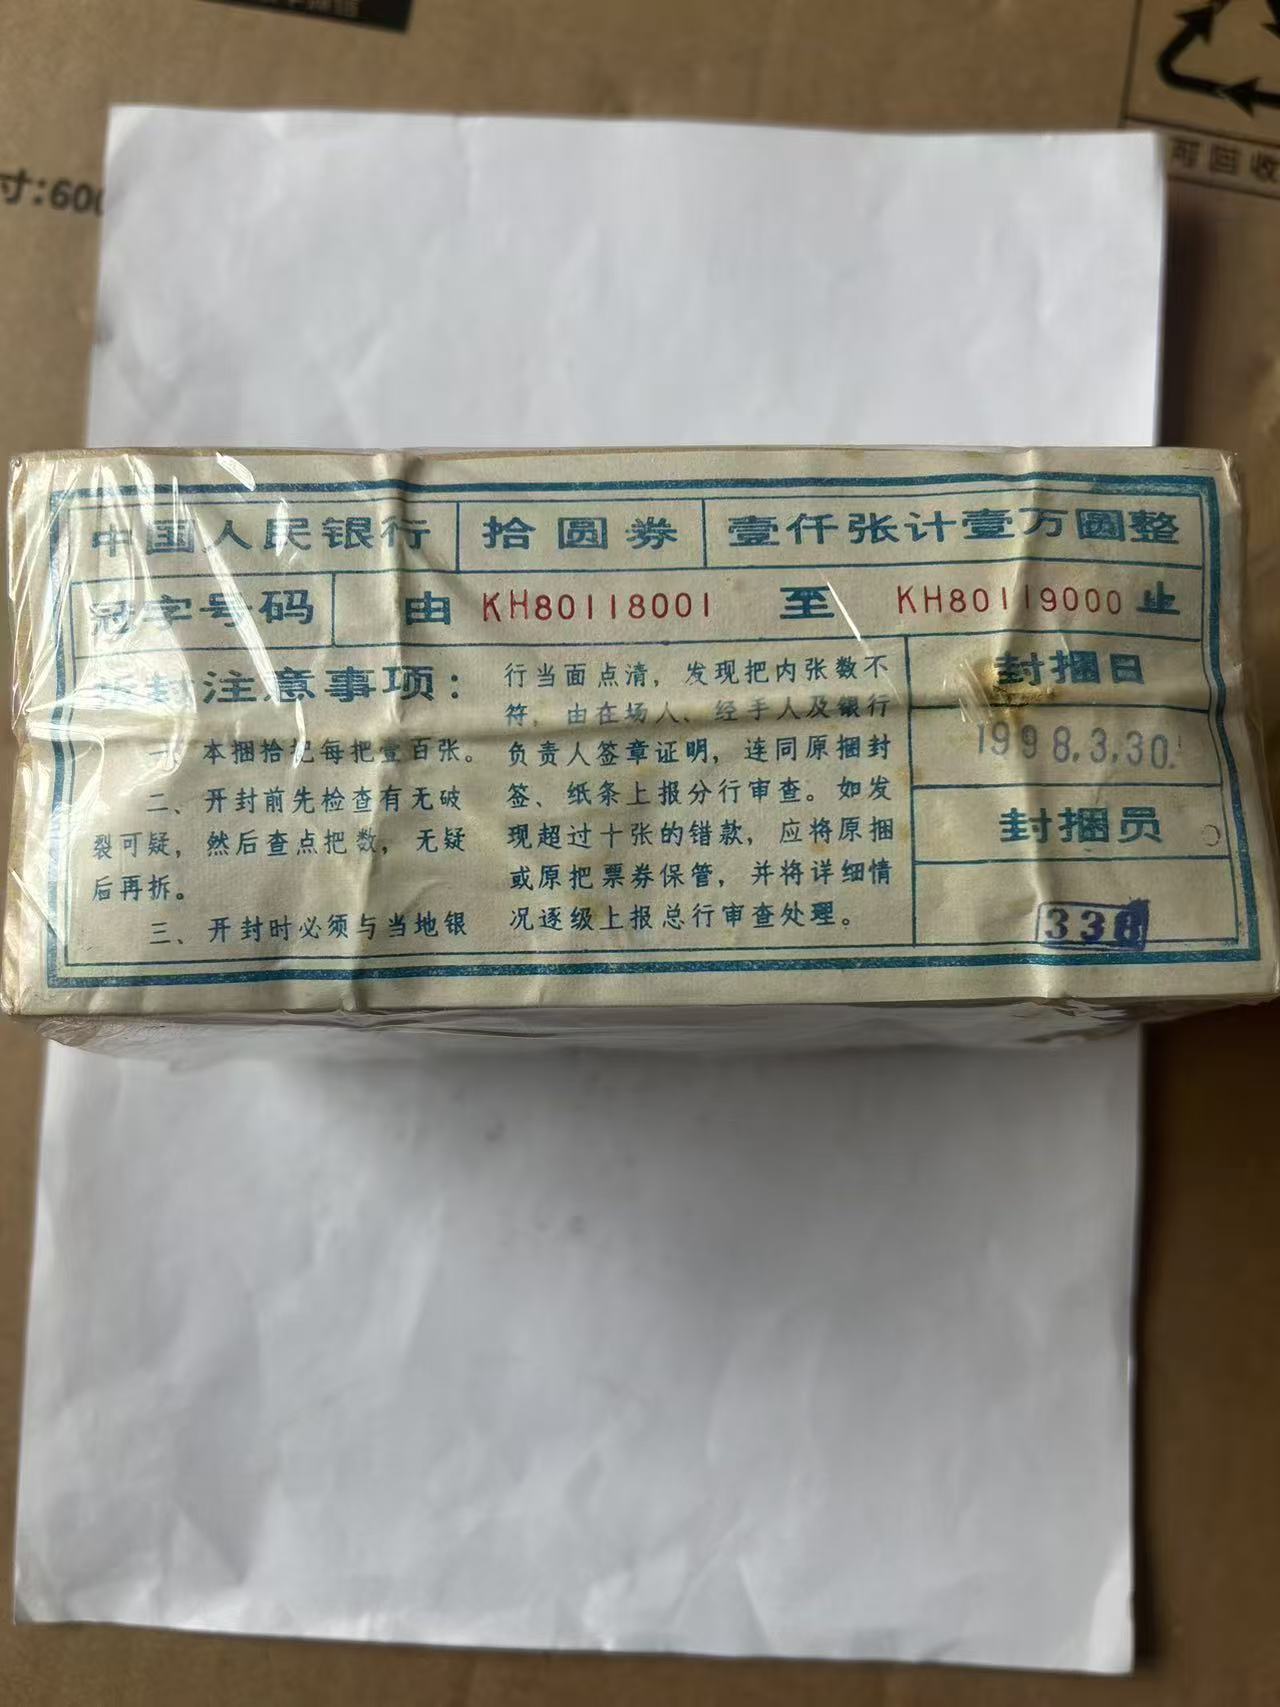 寸:600
可回收
中国人民银行 拾圆券 壹仟张计壹万圆整
冠字号码 由 KH80118001 至 KH80119000 止
拆封注意事项：
一、本捆拾把每把壹百张。
二、开封前先检查有无破
裂可疑，然后查点把数，无疑
后再拆。
三、开封时必须与当地银
行当面点清，发现把内张数不
符，由在场人、经手人及银行
负责人签章证明，连同原捆封
签、纸条上报分行审查。如发
现超过十张的错款，应将原捆
或原把票券保管，并将详细情
况逐级上报总行审查处理。
封捆日
1998.3.30.
封捆员
338